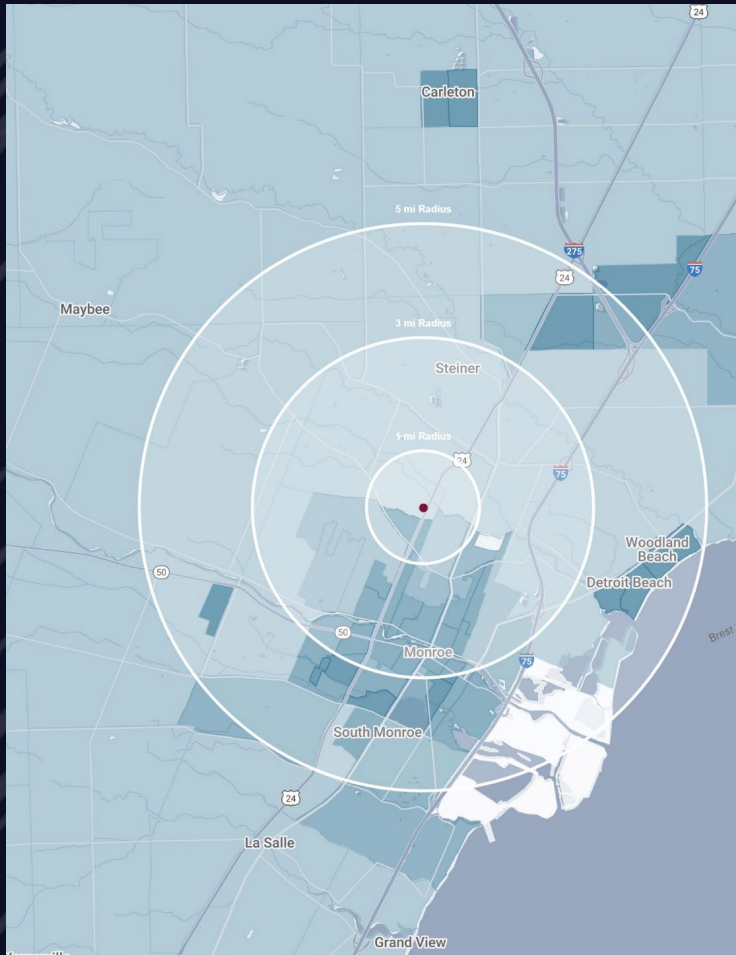 24
Carleton
5 mi Radius
275
24
75
Maybee
3 mi Radius
Steiner
1 mi Radius
24
75
Woodland
Beach
50
Detroit Beach
50
Brest
Monroe
75
South Monroe
24
La Salle
Grand View